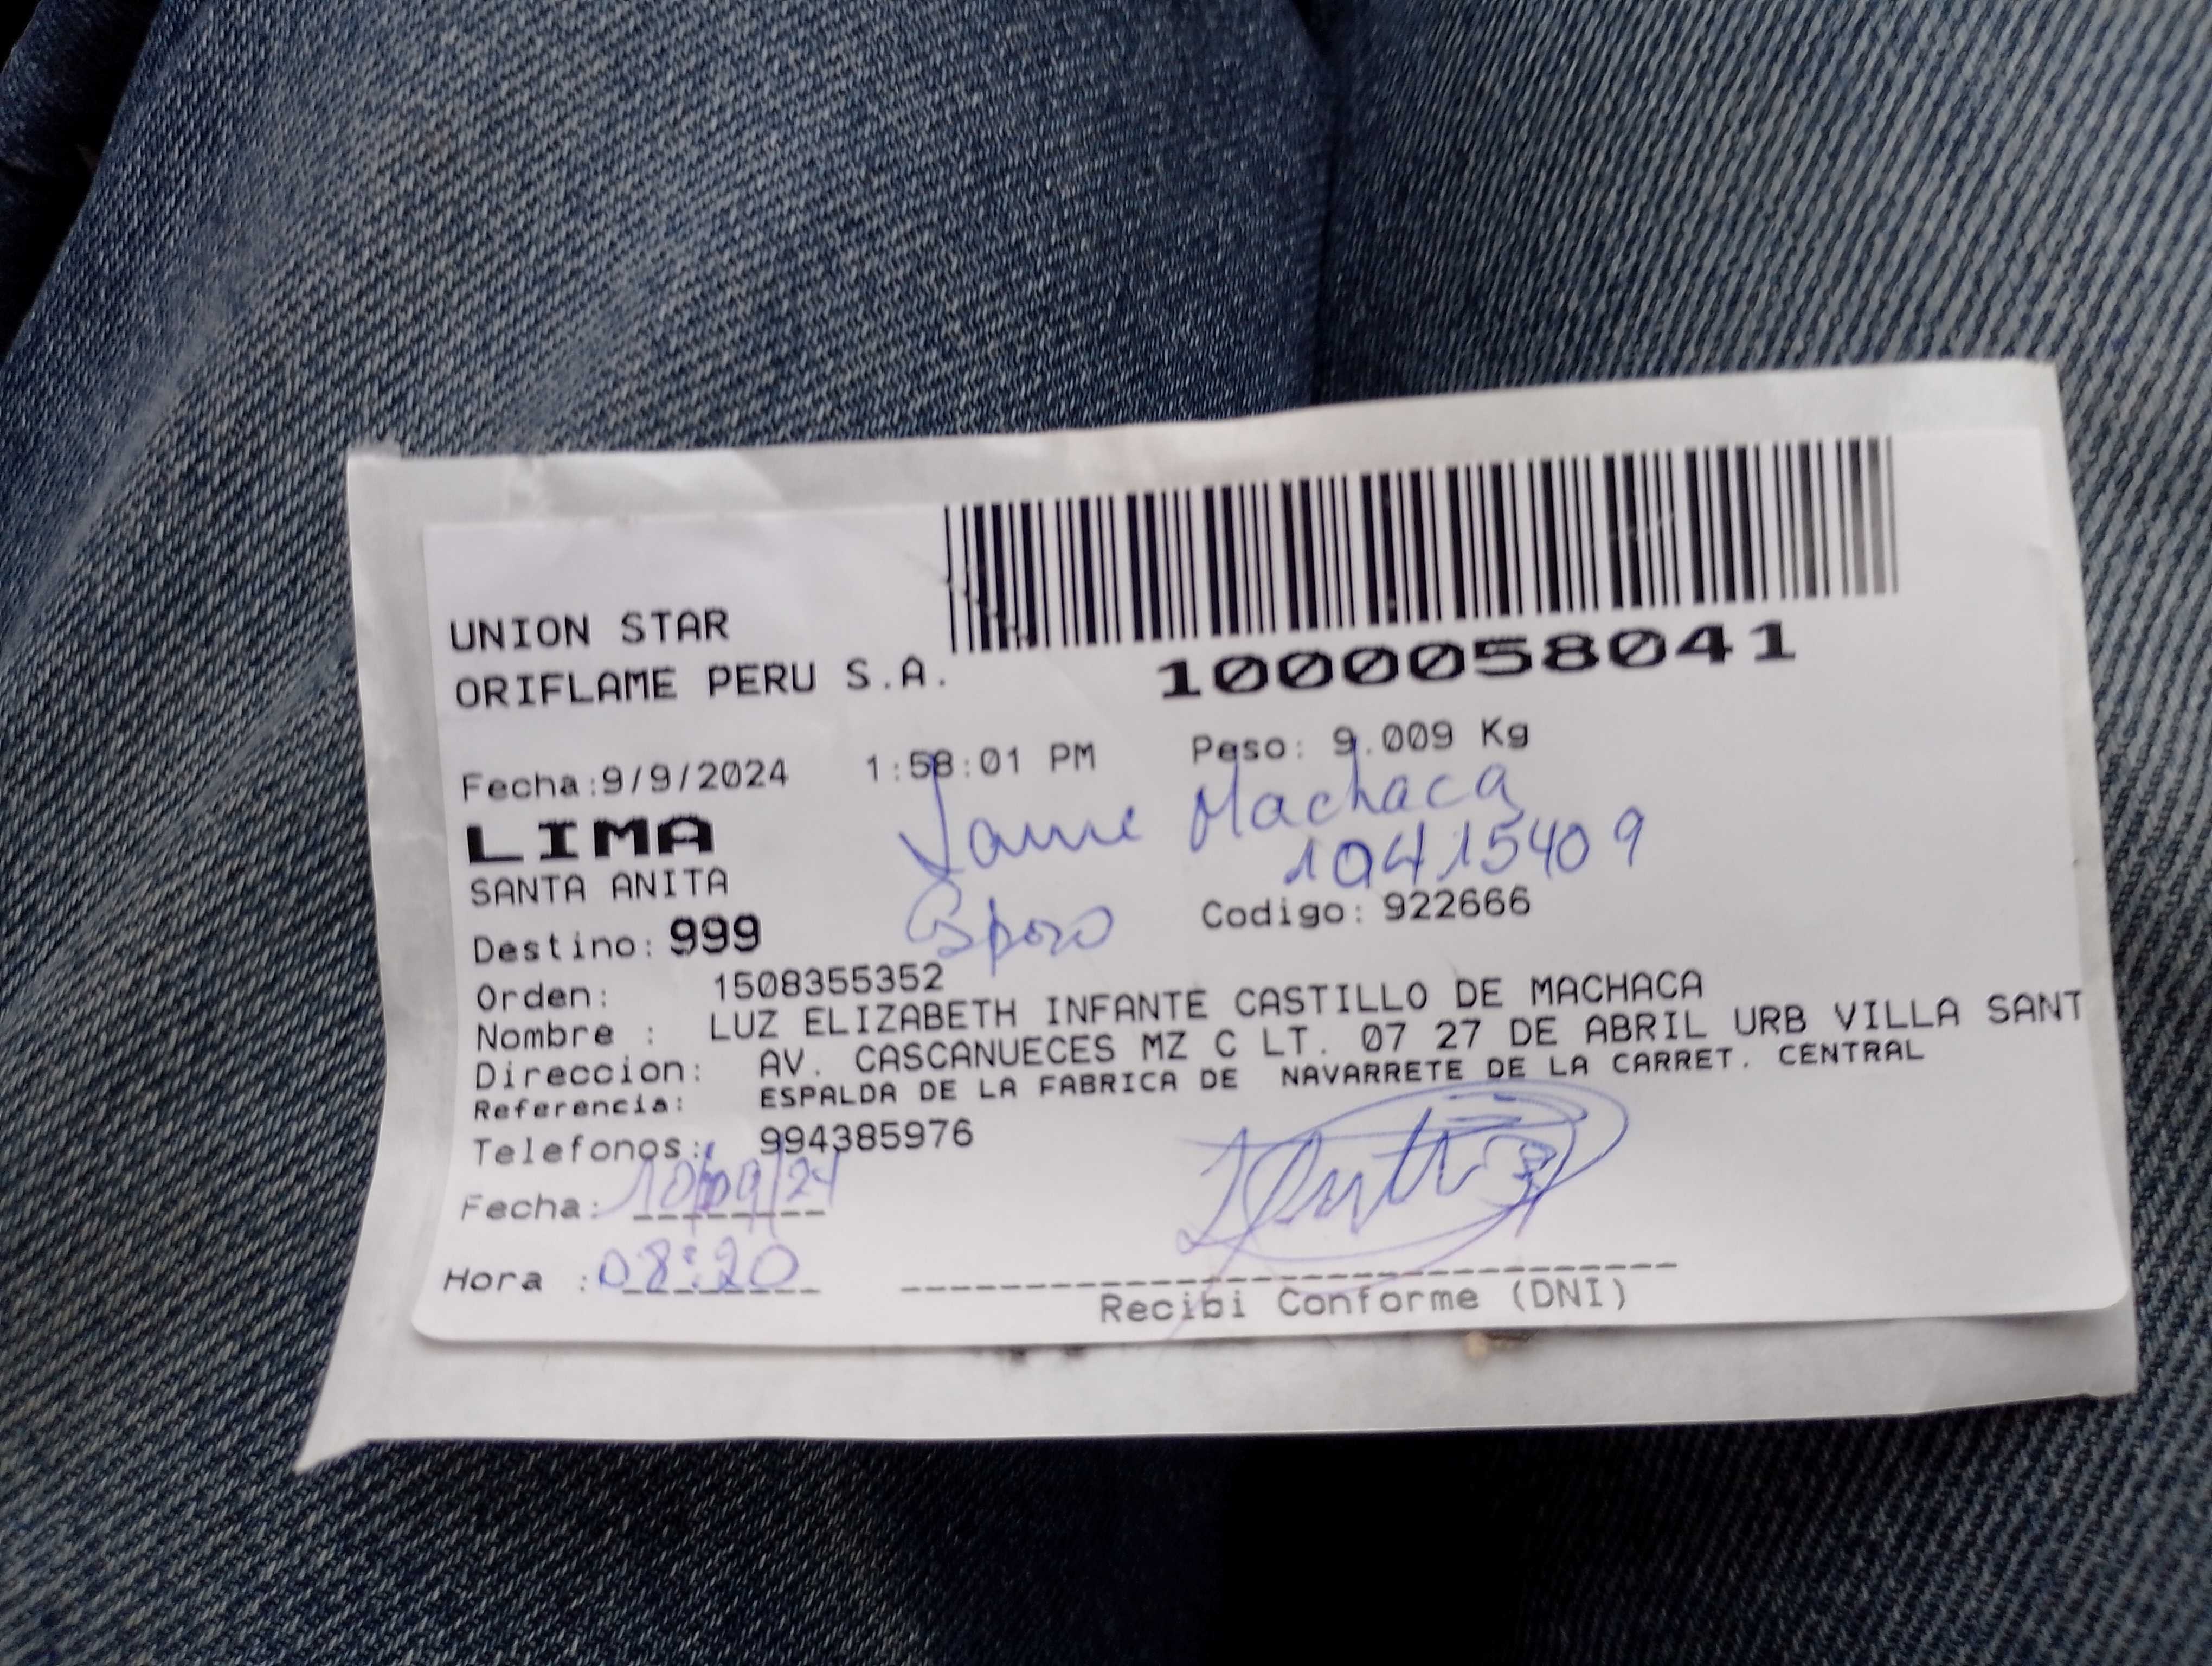 UNION STAR
ORIFLAME PERU S.A.
1000058041
Fecha:9/9/2024 1:58:01 PM Peso: 9.009 Kg
LIMA
Jaime Machaca
SANTA ANITA
10415409
Destino: 999
Esposo
Codigo: 922666
Orden: 1508355352
Nombre : LUZ ELIZABETH INFANTE CASTILLO DE MACHACA
Direccion: AV. CASCANUECES MZ C LT. 07 27 DE ABRIL URB VILLA SANT
Referencia: ESPALDA DE LA FABRICA DE NAVARRETE DE LA CARRET. CENTRAL
Telefonos: 994385976
Fecha: 10/09/24
Hora : 08:20
Recibi Conforme (DNI)